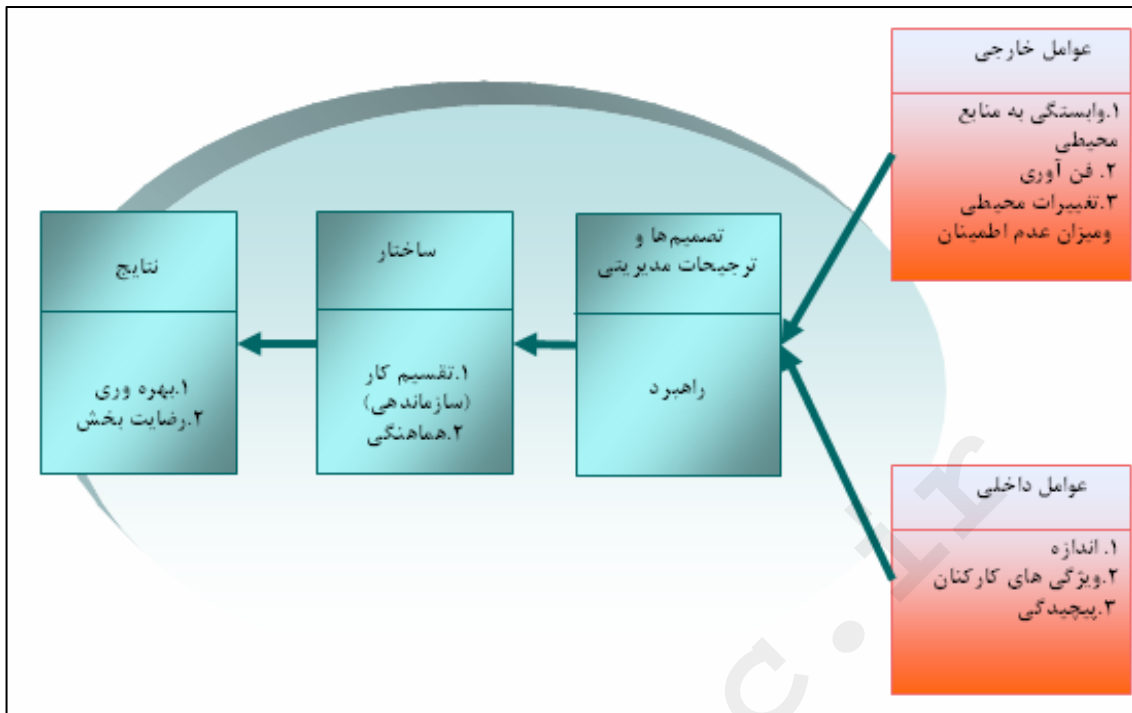 عوامل خارجی
۱.وابستگی به منابع
محیطی
۲. فن آوری
۳.تغییرات محیطی
ومیزان عدم اطمینان
تصمیم‌ها و
ترجیحات مدیریتی
راهبرد
ساختار
۱.تقسیم کار
(سازماندهی)
۲.هماهنگی
نتایج
۱.بهره وری
۲.رضایت بخش
عوامل داخلی
۱. اندازه
۲.ویژگی های کارکنان
۳.پیچیدگی
c.ir